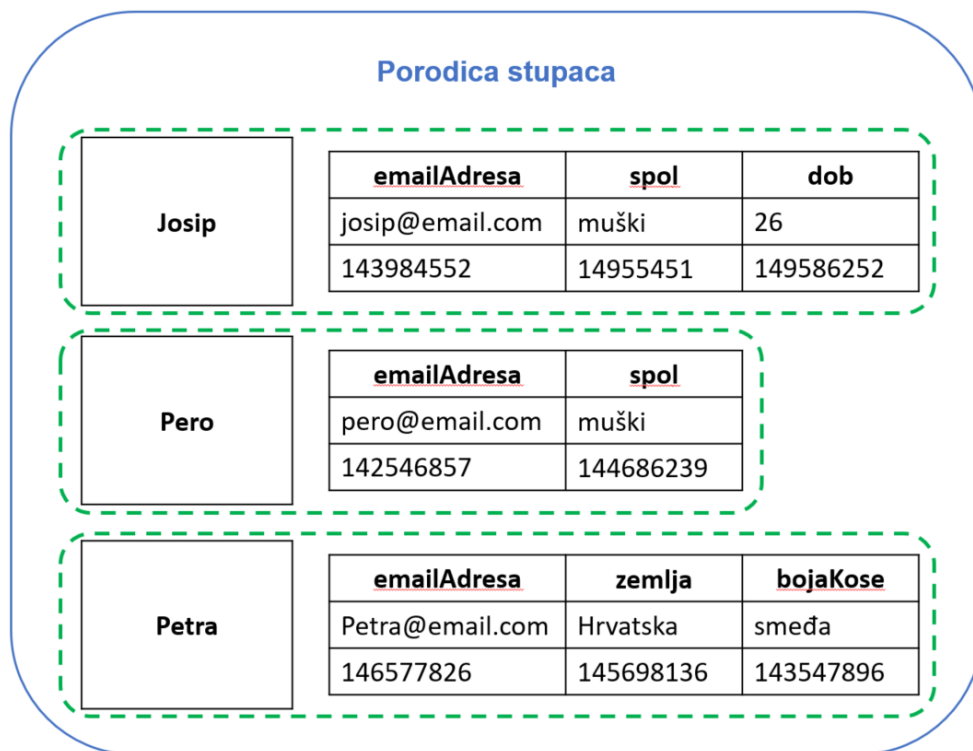 Porodica stupaca
Josip
emailAdresa spol dob
josip@email.com muški 26
143984552 14955451 149586252
Pero
emailAdresa spol
pero@email.com muški
142546857 144686239
Petra
emailAdresa zemlja bojaKose
Petra@email.com Hrvatska smeđa
146577826 145698136 143547896